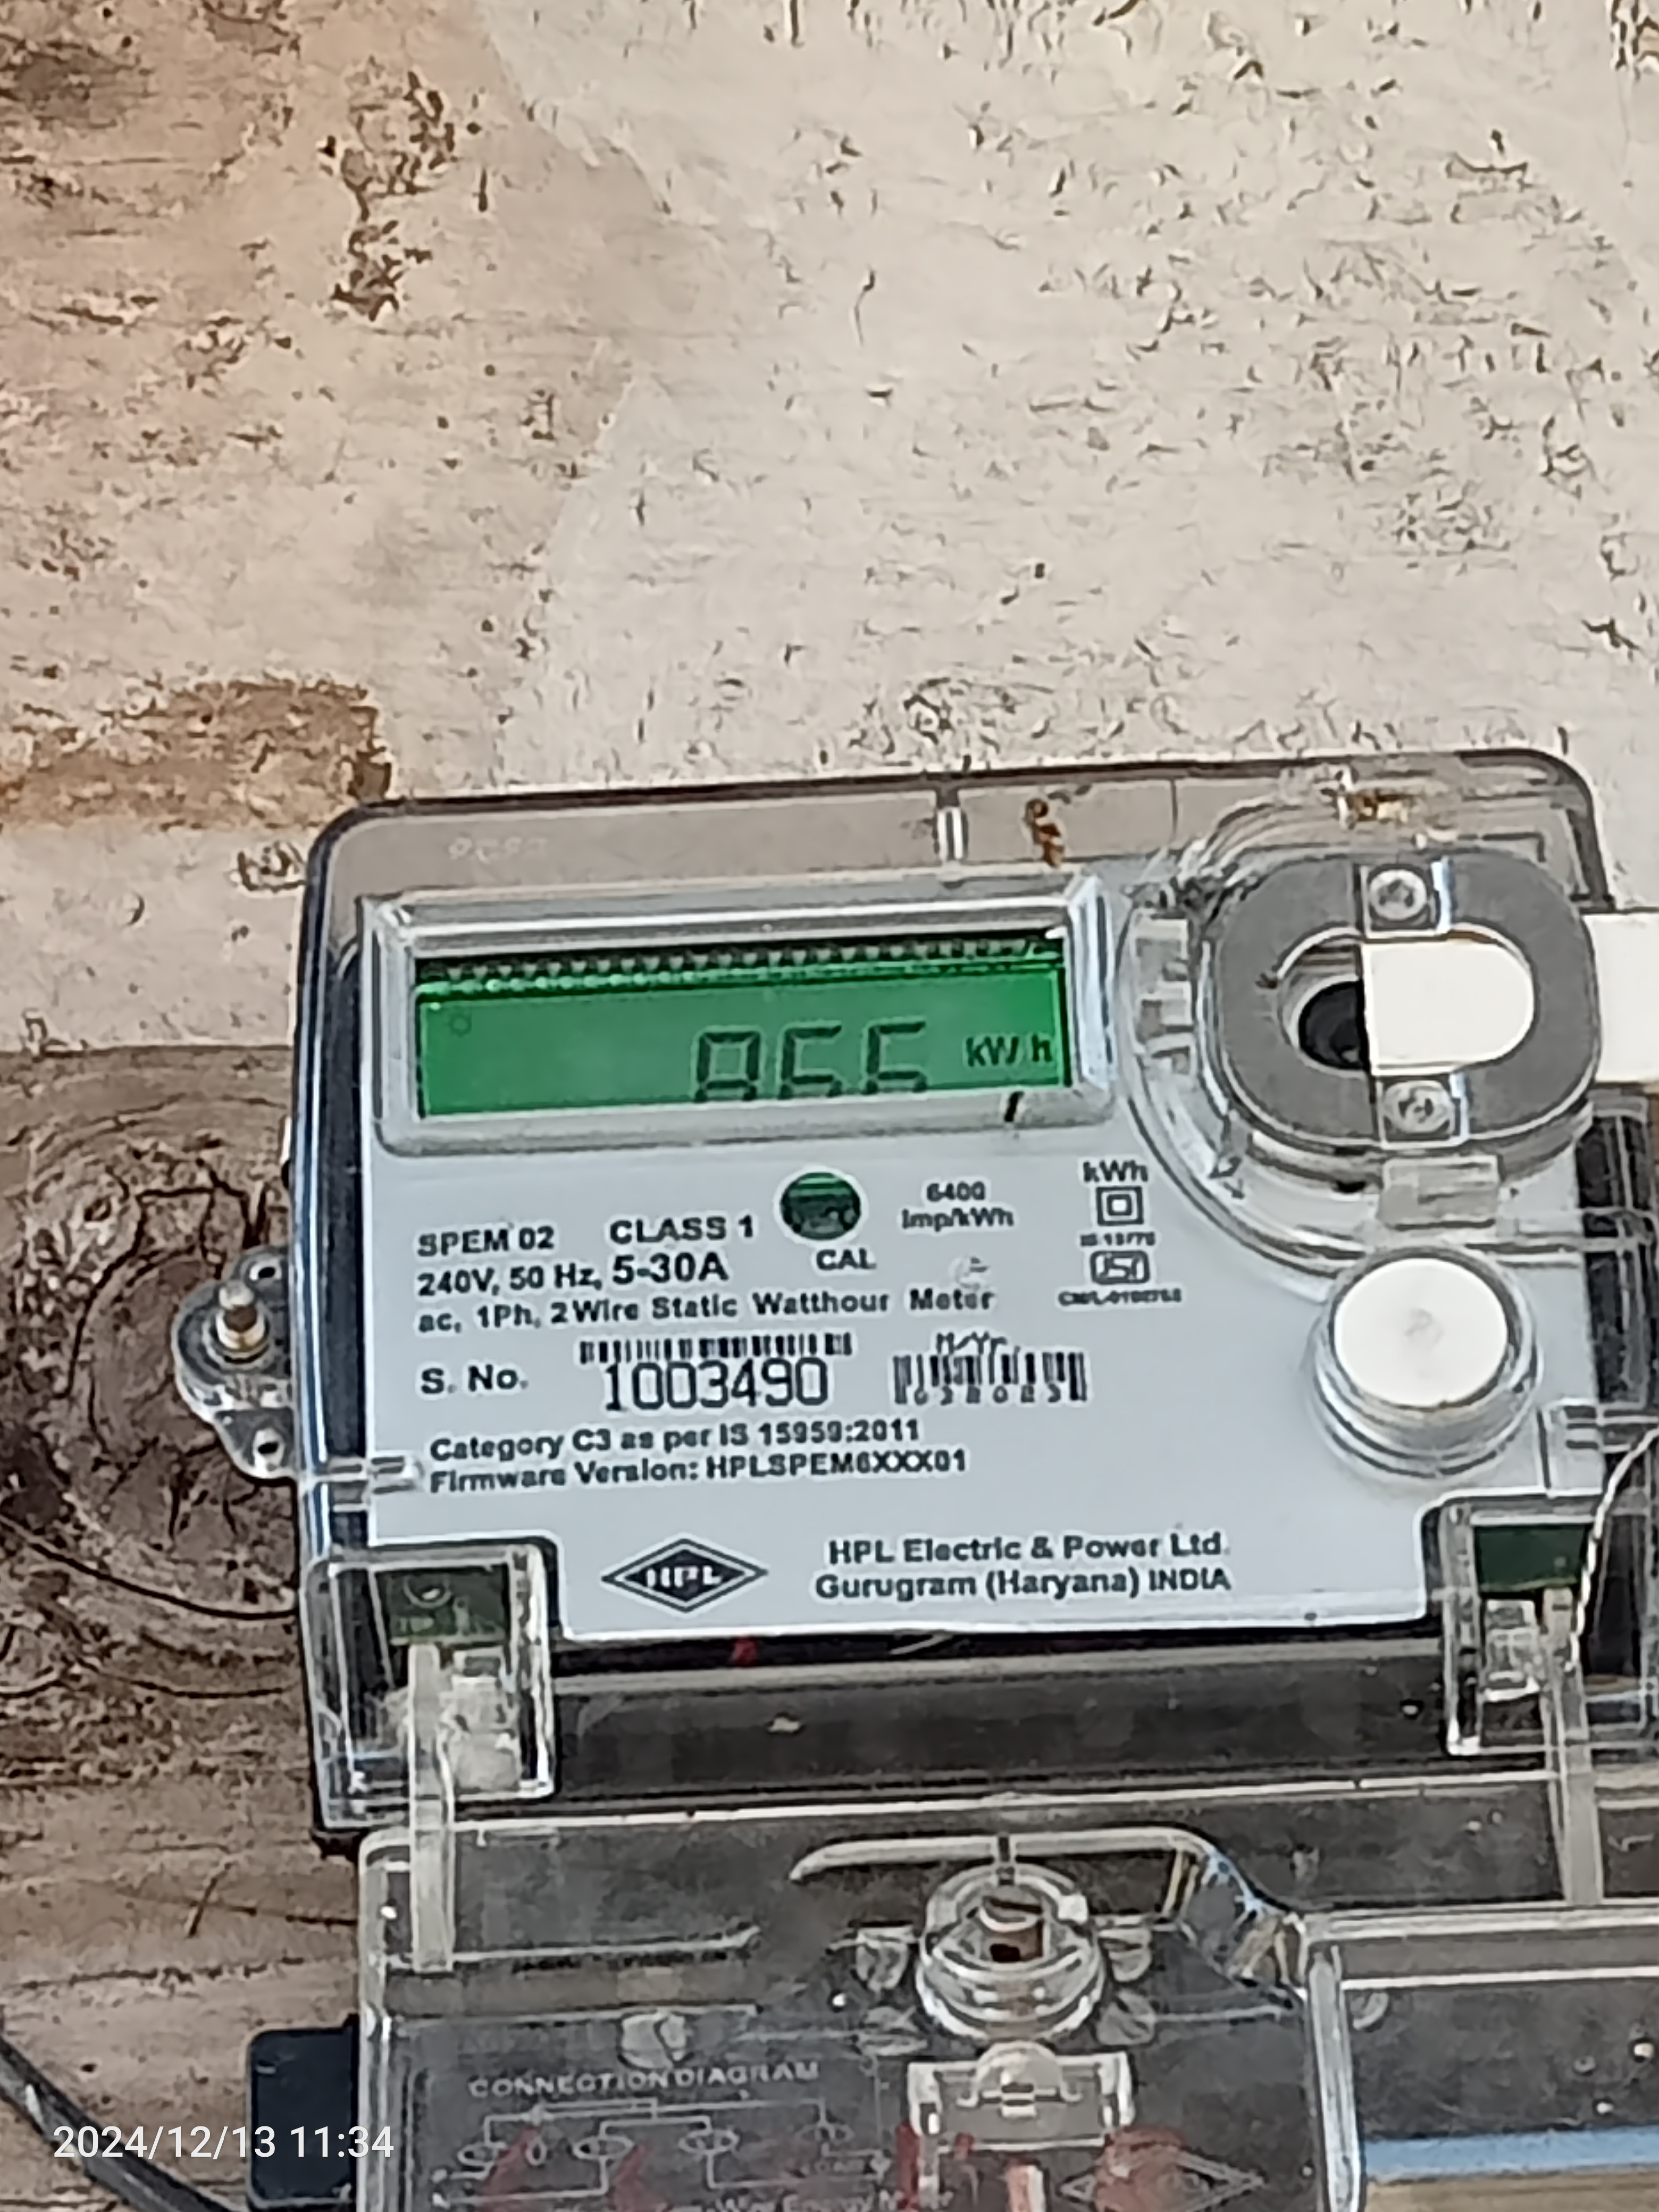 866 kWh
SPEM 02 CLASS 1
CAL
6400
imp/kWh
kWh
240V, 50 Hz, 5-30A
ac, 1Ph, 2Wire Static Watthour Meter
M/Yr.
S. No. 1003490
Category C3 as per IS 15959:2011
Firmware Version: HPLSPEM6XXX01
HPL
HPL Electric & Power Ltd.
Gurugram (Haryana) INDIA
CONNECTION DIAGRAM
2024/12/13 11:34